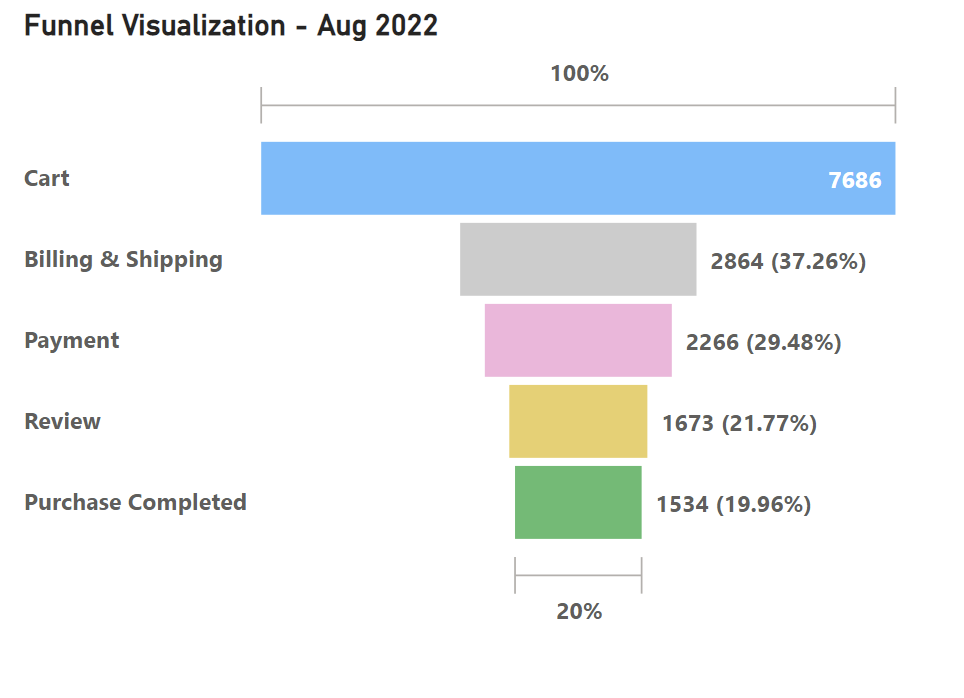 Funnel Visualization - Aug 2022
100%
Cart 7686
Billing & Shipping 2864 (37.26%)
Payment 2266 (29.48%)
Review 1673 (21.77%)
Purchase Completed 1534 (19.96%)
20%